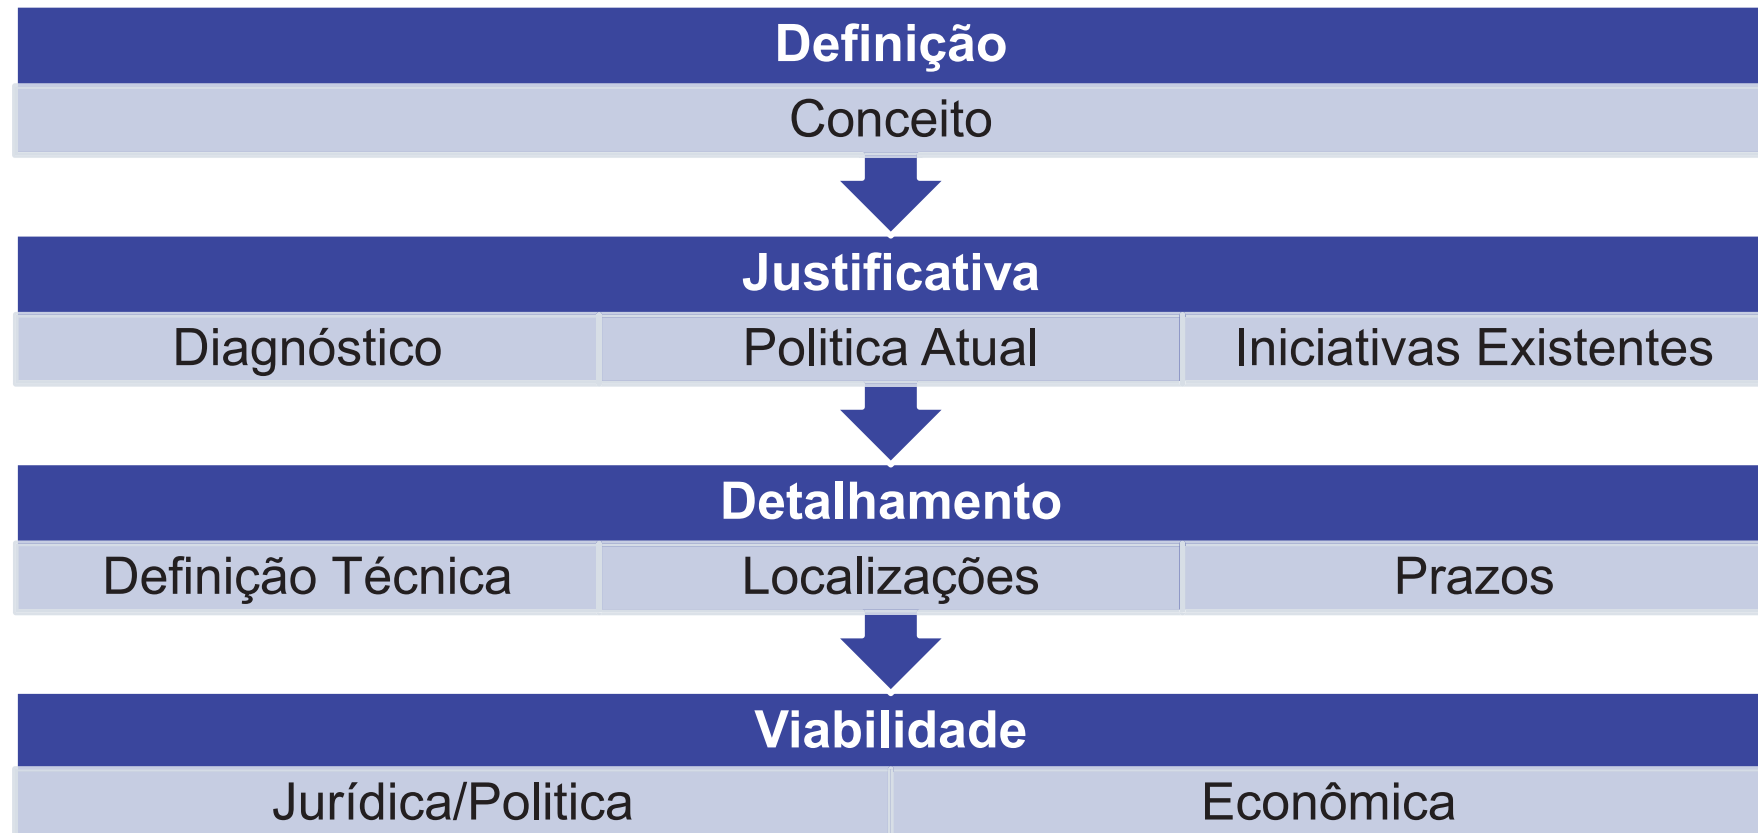 Definição
Conceito
Justificativa
Diagnóstico
Politica Atual
Iniciativas Existentes
Detalhamento
Definição Técnica
Localizações
Prazos
Viabilidade
Jurídica/Politica
Econômica